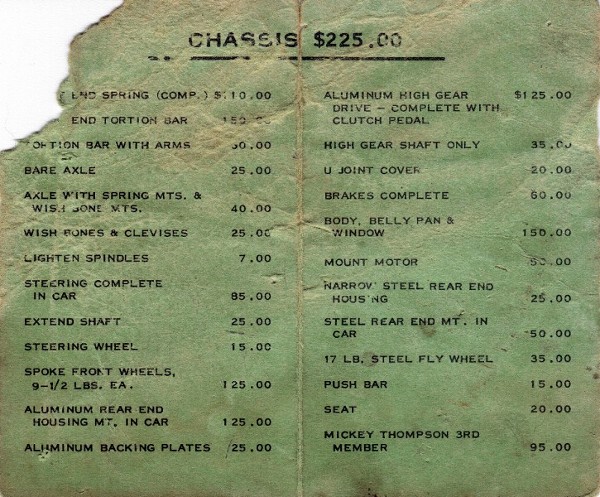 CHASSIS $225.00
END SPRING (COMP.) $110.00
END TORTION BAR 150.00
TORTION BAR WITH ARMS
BARE AXLE 25.00
AXLE WITH SPRING MTS. &
WISH BONE MTS. 40.00
WISH BONES & CLEVISES 25.00
LIGHTEN SPINDLES 7.00
STEERING COMPLETE
IN CAR 85.00
EXTEND SHAFT 25.00
STEERING WHEEL 15.00
SPOKE FRONT WHEELS,
9-1/2 LBS. EA. 125.00
ALUMINUM REAR END
HOUSING MT. IN CAR 125.00
ALUMINUM BACKING PLATES 25.00
ALUMINUM HIGH GEAR $125.00
DRIVE - COMPLETE WITH
CLUTCH PEDAL
HIGH GEAR SHAFT ONLY 35.00
U JOINT COVER 20.00
BRAKES COMPLETE 60.00
BODY, BELLY PAN &
WINDOW 150.00
MOUNT MOTOR
NARROW STEEL REAR END
HOUSING 25.00
STEEL REAR END MT. IN
CAR 50.00
17 LB. STEEL FLY WHEEL 35.00
PUSH BAR 15.00
SEAT 20.00
MICKEY THOMPSON 3RD
MEMBER 95.00